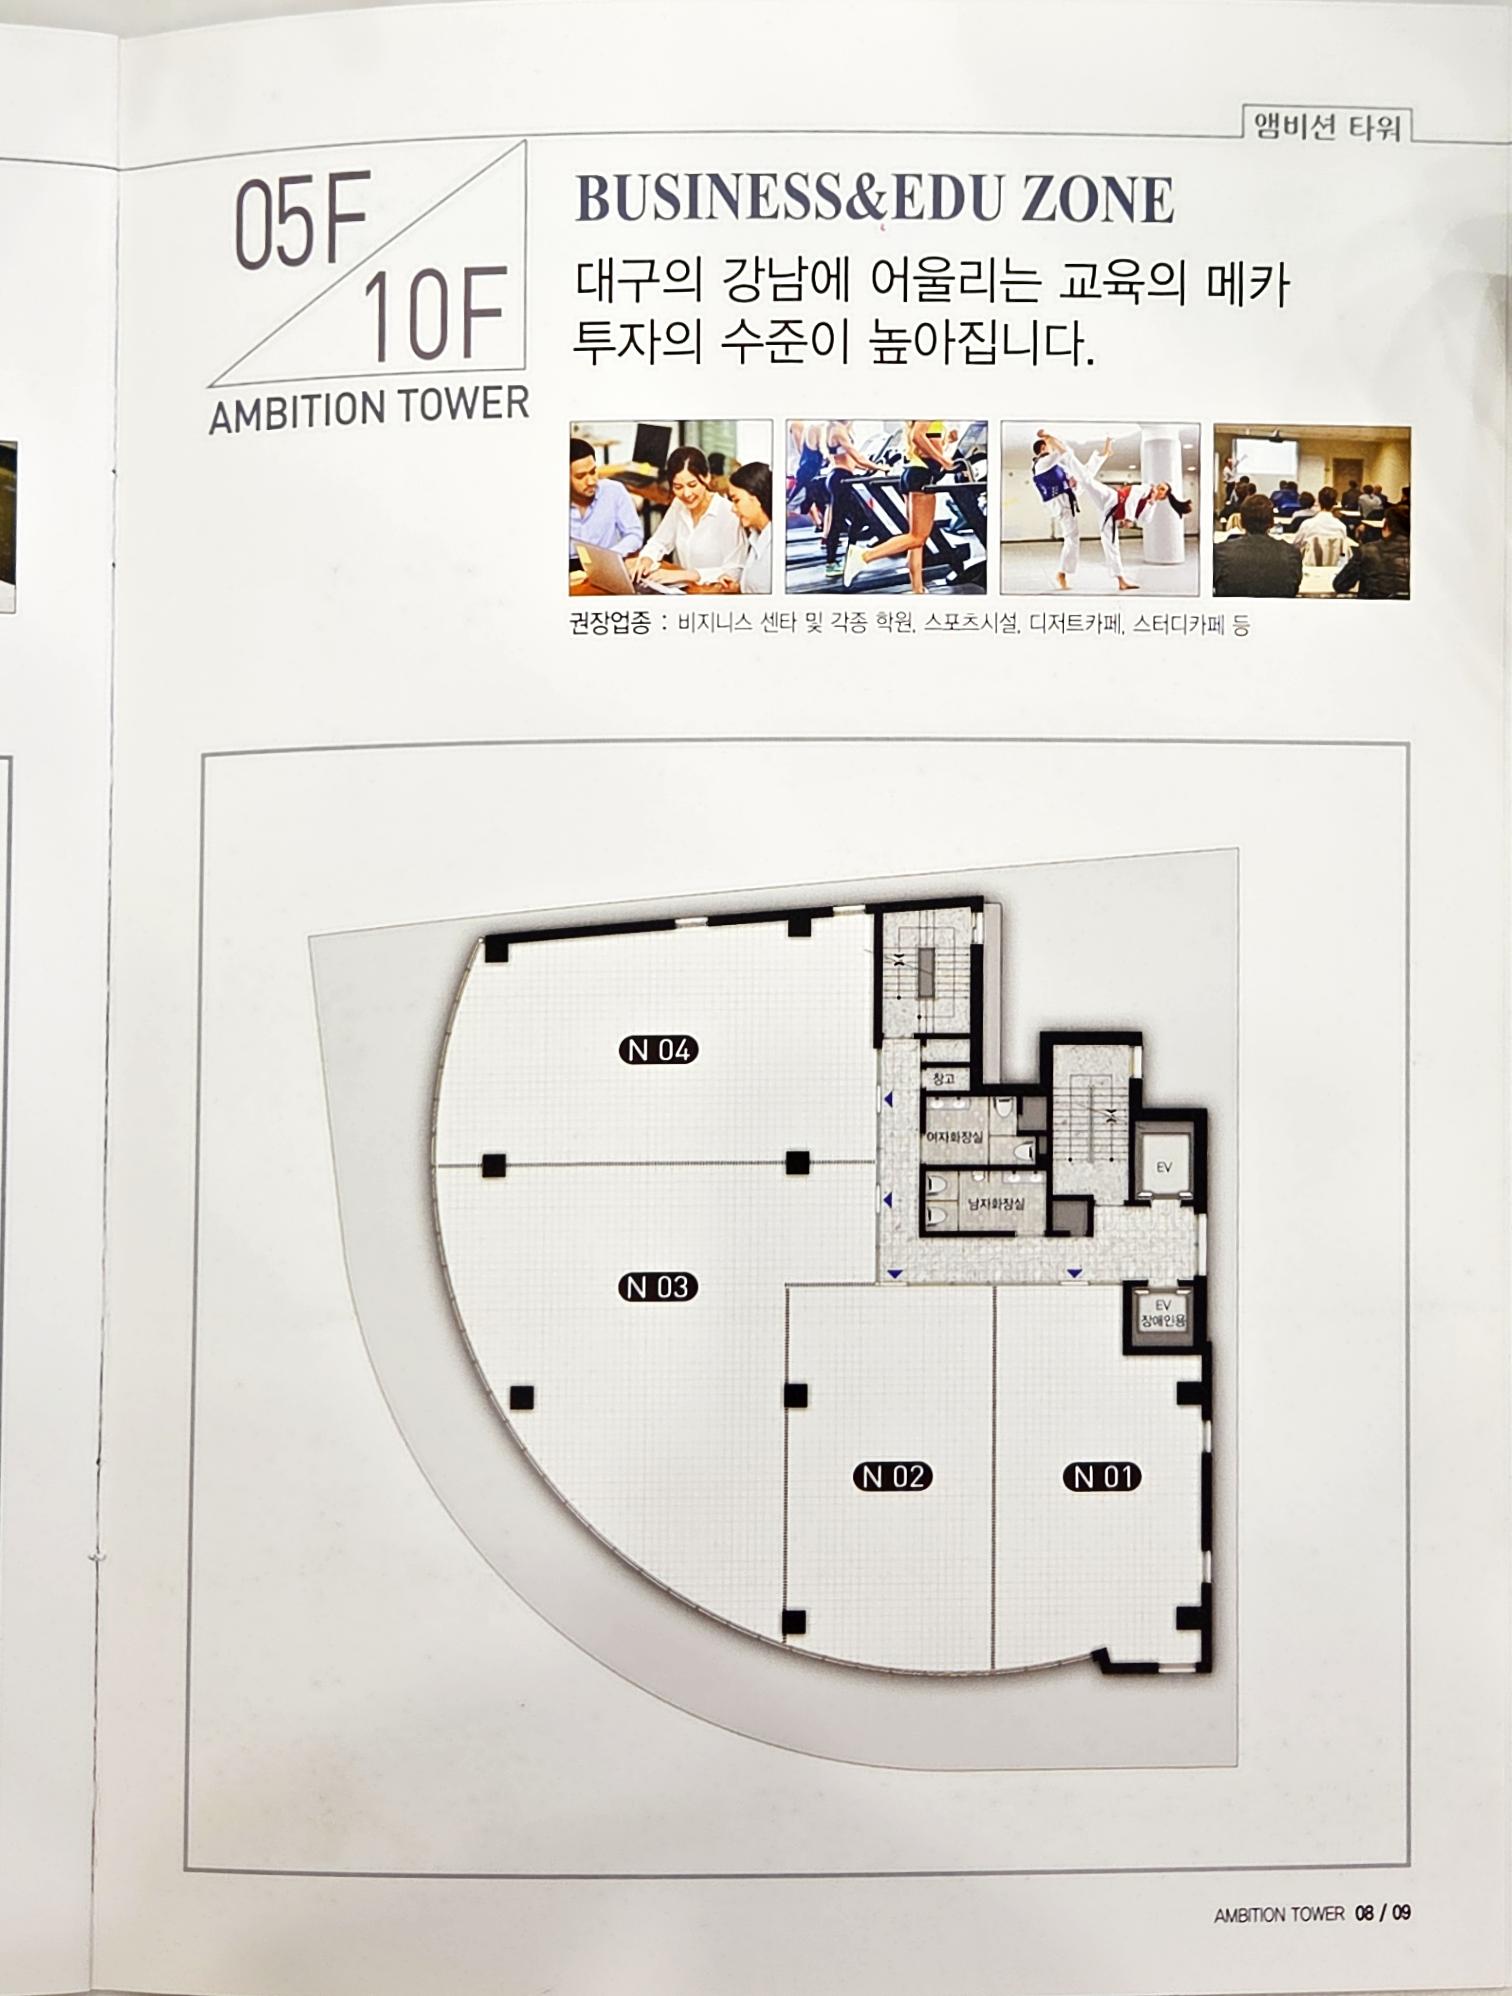 앰비션 타워
05F
10F
AMBITION TOWER
BUSINESS&EDU ZONE
대구의 강남에 어울리는 교육의 메카
투자의 수준이 높아집니다.
권장업종 : 비지니스 센타 및 각종 학원, 스포츠시설, 디저트카페, 스터디카페 등
N 04
창고
여자화장실
EV
남자화장실
N 03
EV
장애인용
N 02
N 01
AMBITION TOWER 08 / 09